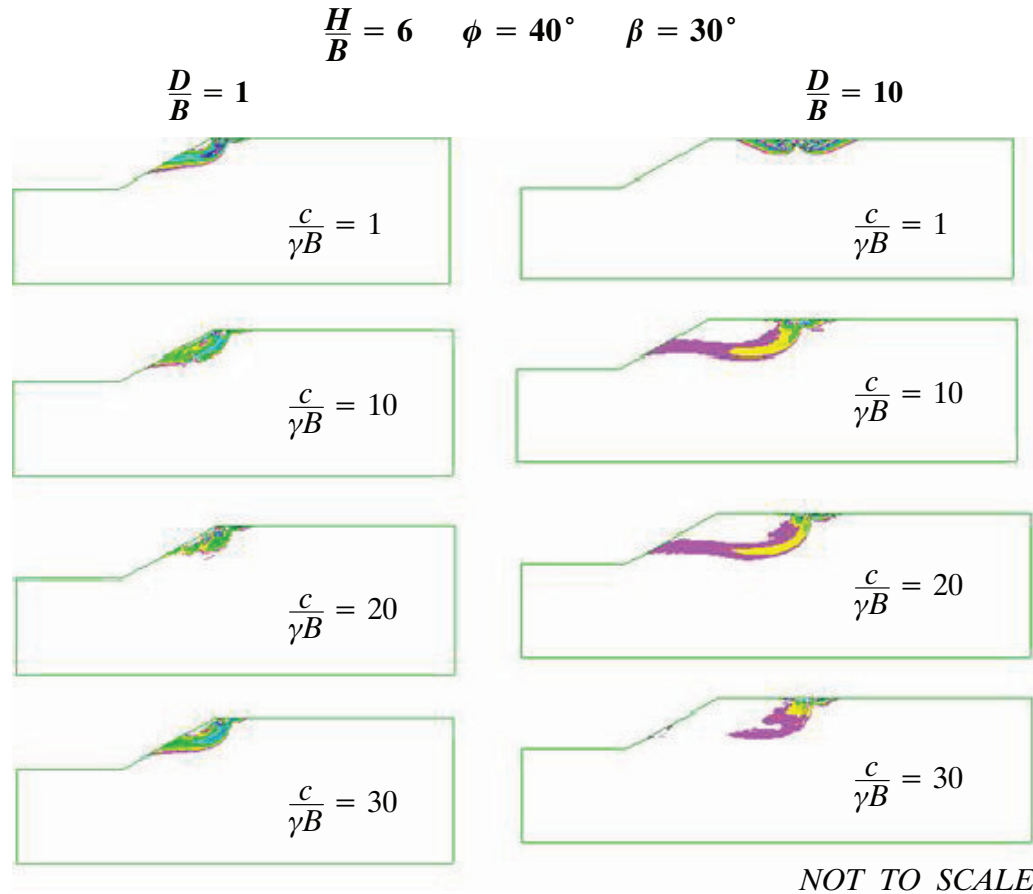 H/B = 6 ϕ = 40° β = 30°
D/B = 1 D/B = 10
c/γB = 1 c/γB = 1
c/γB = 10 c/γB = 10
c/γB = 20 c/γB = 20
c/γB = 30 c/γB = 30
NOT TO SCALE